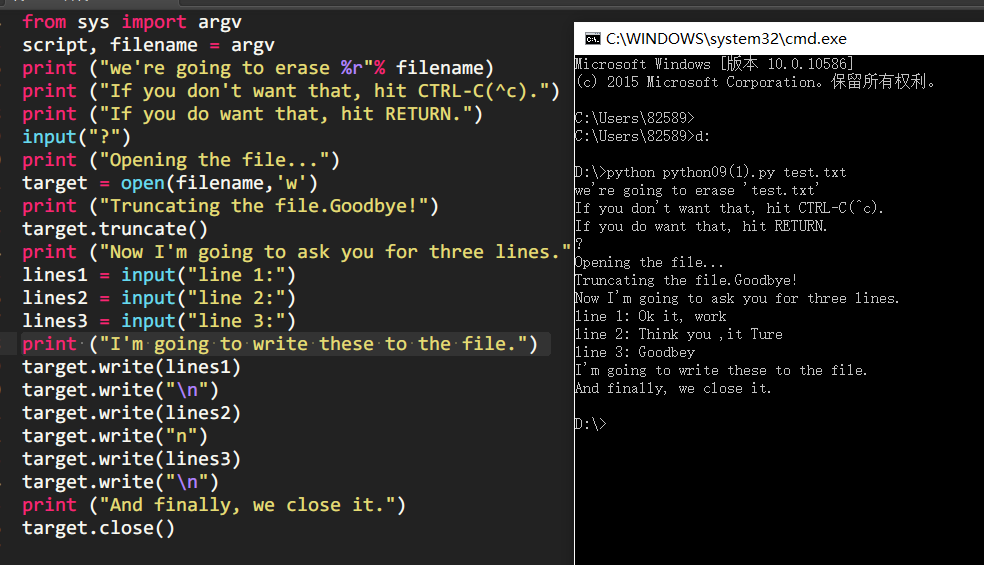 from sys import argv
script, filename = argv
print ("we're going to erase %r"% filename)
print ("If you don't want that, hit CTRL-C(^c).")
print ("If you do want that, hit RETURN.")
input("?")
print ("Opening the file...")
target = open(filename,'w')
print ("Truncating the file.Goodbye!")
target.truncate()
print ("Now I'm going to ask you for three lines."
lines1 = input("line 1:")
lines2 = input("line 2:")
lines3 = input("line 3:")
print ("I'm going to write these to the file.")
target.write(lines1)
target.write("\n")
target.write(lines2)
target.write("n")
target.write(lines3)
target.write("\n")
print ("And finally, we close it.")
target.close()
C:\WINDOWS\system32\cmd.exe
Microsoft Windows [版本 10.0.10586]
(c) 2015 Microsoft Corporation。保留所有权利。
C:\Users\82589>
C:\Users\82589>d:
D:\>python python09(1).py test.txt
we're going to erase 'test.txt'
If you don't want that, hit CTRL-C(^c).
If you do want that, hit RETURN.
?
Opening the file...
Truncating the file.Goodbye!
Now I'm going to ask you for three lines.
line 1: Ok it, work
line 2: Think you ,it Ture
line 3: Goodbey
I'm going to write these to the file.
And finally, we close it.
D:\>